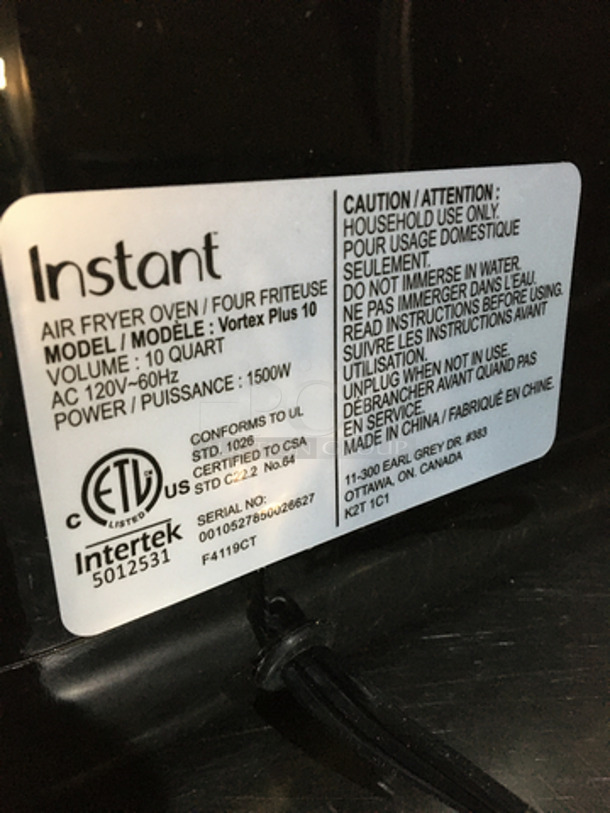 Instant
AIR FRYER OVEN / FOUR FRITEUSE
MODEL / MODÈLE : Vortex Plus 10
VOLUME : 10 QUART
AC 120V~60Hz
POWER / PUISSANCE : 1500W
CONFORMS TO UL
STD. 1026
CERTIFIED TO CSA
STD C22.2 No.64
C ETL US
LISTED
Intertek
5012531
SERIAL NO:
0010527850026627
F4119CT
CAUTION / ATTENTION :
HOUSEHOLD USE ONLY.
POUR USAGE DOMESTIQUE
SEULEMENT.
DO NOT IMMERSE IN WATER.
NE PAS IMMERGER DANS L'EAU.
READ INSTRUCTIONS BEFORE USING.
SUIVRE LES INSTRUCTIONS AVANT
UTILISATION.
UNPLUG WHEN NOT IN USE.
DÉBRANCHER AVANT QUAND PAS
EN SERVICE.
MADE IN CHINA / FABRIQUÉ EN CHINE.
11-300 EARL GREY DR. #383
OTTAWA, ON. CANADA
K2T 1C1